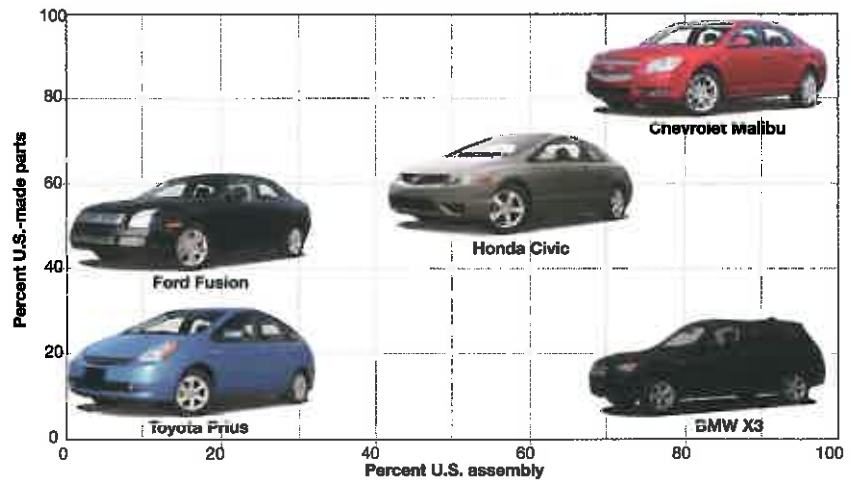 100
80
Chevrolet Malibu
Percent U.S.-made parts
60
Honda Civic
40
Ford Fusion
20
0
Toyota Prius
BMW X3
0
20
40
60
80
100
Percent U.S. assembly